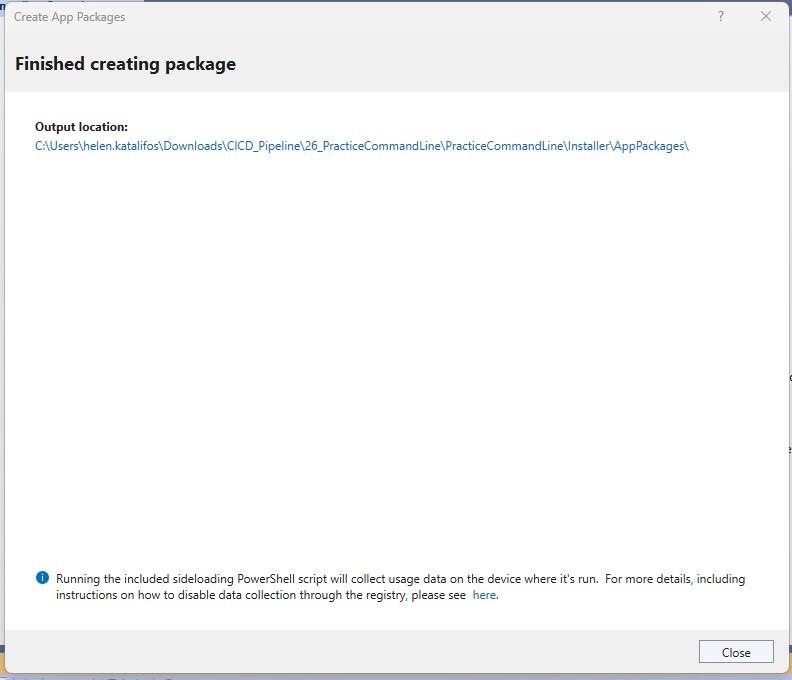 Create App Packages
?
Finished creating package
Output location:
C:\Users\helen.katalifos\Downloads\CICD_Pipeline\26_PracticeCommandLine\PracticeCommandLine\Installer\AppPackages\
Running the included sideloading PowerShell script will collect usage data on the device where it's run.  For more details, including
instructions on how to disable data collection through the registry, please see here.
Close